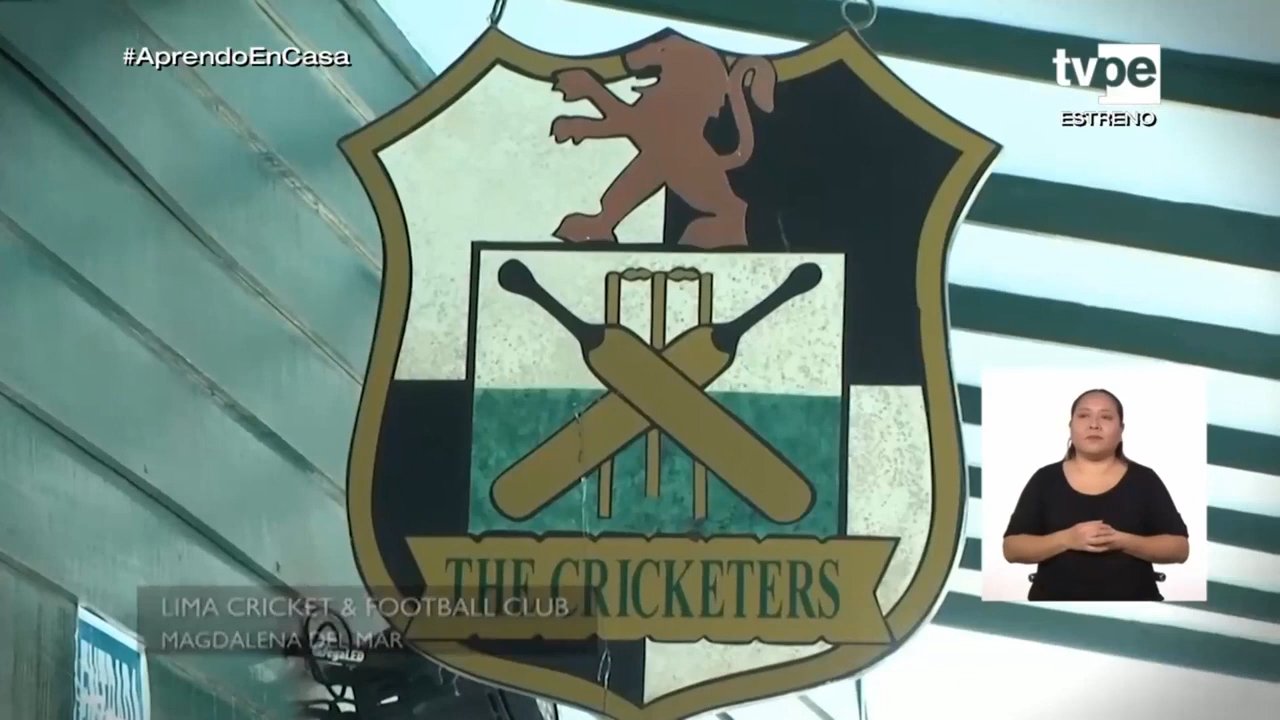 #AprendoEnCasa
tvpe
ESTRENO
THE CRICKETERS
LIMA CRICKET & FOOTBALL CLUB
MAGDALENA DEL MAR